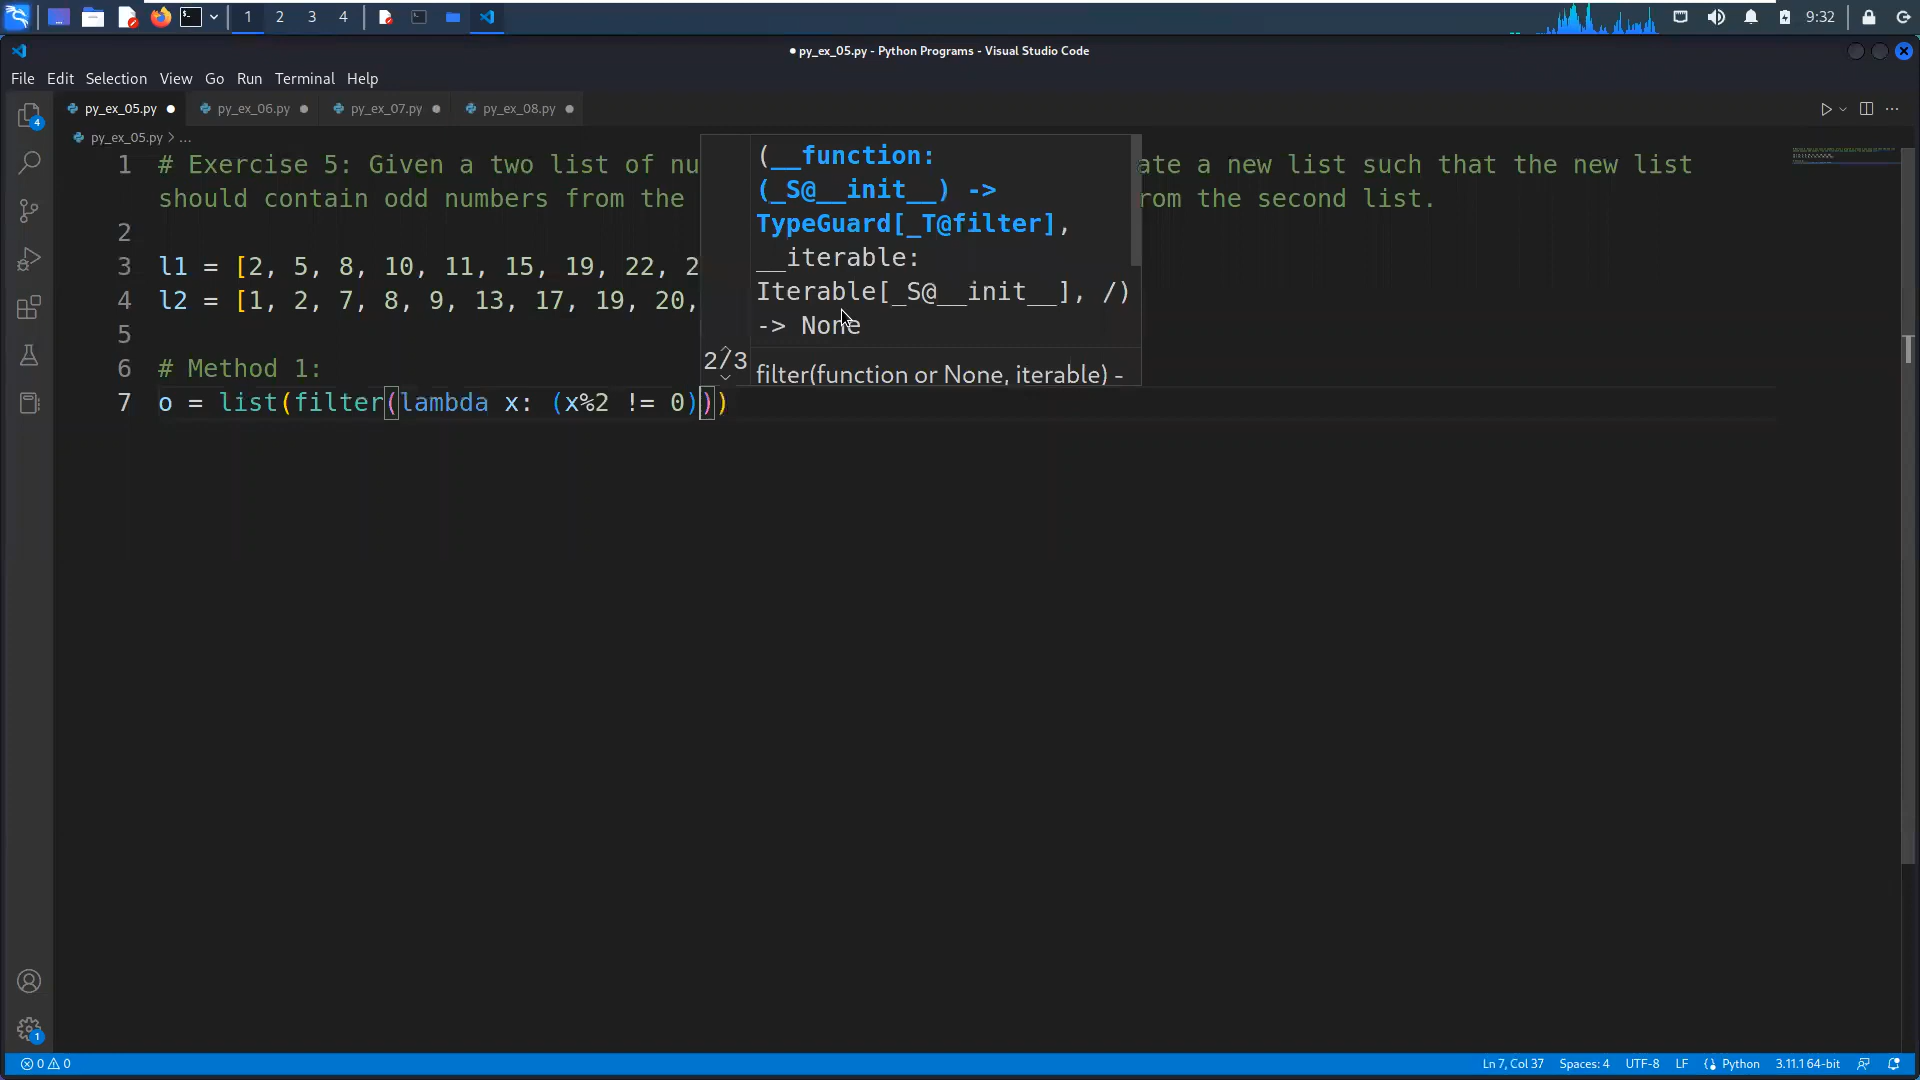 1 2 3 4 9:32
py_ex_05.py - Python Programs - Visual Studio Code
File Edit Selection View Go Run Terminal Help
4 py_ex_05.py py_ex_06.py py_ex_07.py py_ex_08.py
py_ex_05.py > ...
1 # Exercise 5: Given a two list of nu ate a new list such that the new list
should contain odd numbers from the rom the second list.
2
3 l1 = [2, 5, 8, 10, 11, 15, 19, 22, 2
4 l2 = [1, 2, 7, 8, 9, 13, 17, 19, 20,
5
6 # Method 1:
7 o = list(filter(lambda x: (x%2 != 0)))
(__function:
(_S@__init__) ->
TypeGuard[_T@filter],
__iterable:
Iterable[_S@__init__], /)
-> None
2/3
filter(function or None, iterable) -
1
0 0 Ln 7, Col 37 Spaces: 4 UTF-8 LF Python 3.11.1 64-bit